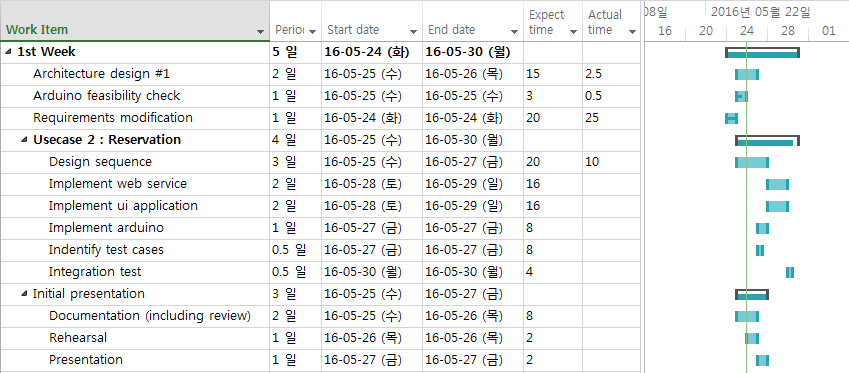 Work Item Perioc Start date End date Expect time Actual time 08일 2016년 05월 22일
16 20 24 28 01
1st Week 5 일 16-05-24 (화) 16-05-30 (월)
Architecture design #1 2 일 16-05-25 (수) 16-05-26 (목) 15 2.5
Arduino feasibility check 1 일 16-05-25 (수) 16-05-25 (수) 3 0.5
Requirements modification 1 일 16-05-24 (화) 16-05-24 (화) 20 25
Usecase 2 : Reservation 4 일 16-05-25 (수) 16-05-30 (월)
Design sequence 3 일 16-05-25 (수) 16-05-27 (금) 20 10
Implement web service 2 일 16-05-28 (토) 16-05-29 (일) 16
Implement ui application 2 일 16-05-28 (토) 16-05-29 (일) 16
Implement arduino 1 일 16-05-27 (금) 16-05-27 (금) 8
Indentify test cases 0.5 일 16-05-27 (금) 16-05-27 (금) 8
Integration test 0.5 일 16-05-30 (월) 16-05-30 (월) 4
Initial presentation 3 일 16-05-25 (수) 16-05-27 (금)
Documentation (including review) 2 일 16-05-25 (수) 16-05-26 (목) 8
Rehearsal 1 일 16-05-26 (목) 16-05-26 (목) 2
Presentation 1 일 16-05-27 (금) 16-05-27 (금) 2